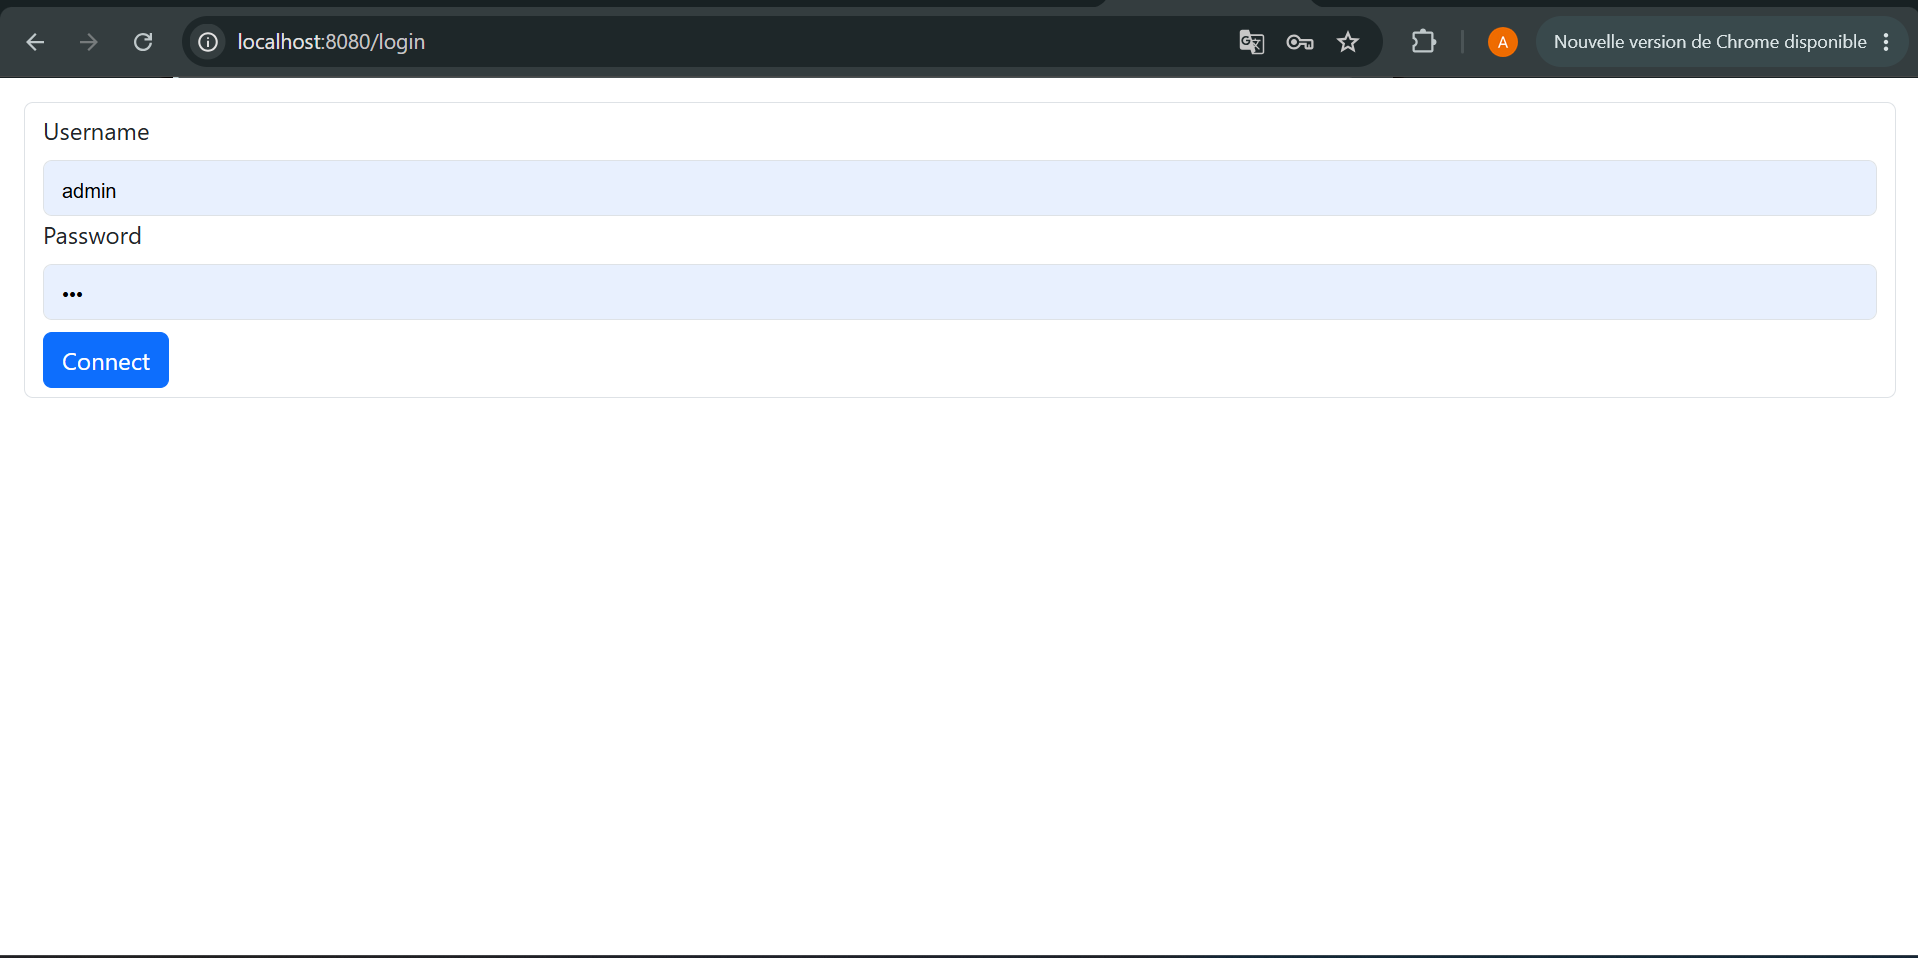 localhost:8080/login
A
Nouvelle version de Chrome disponible
Username
admin
Password
•••
Connect